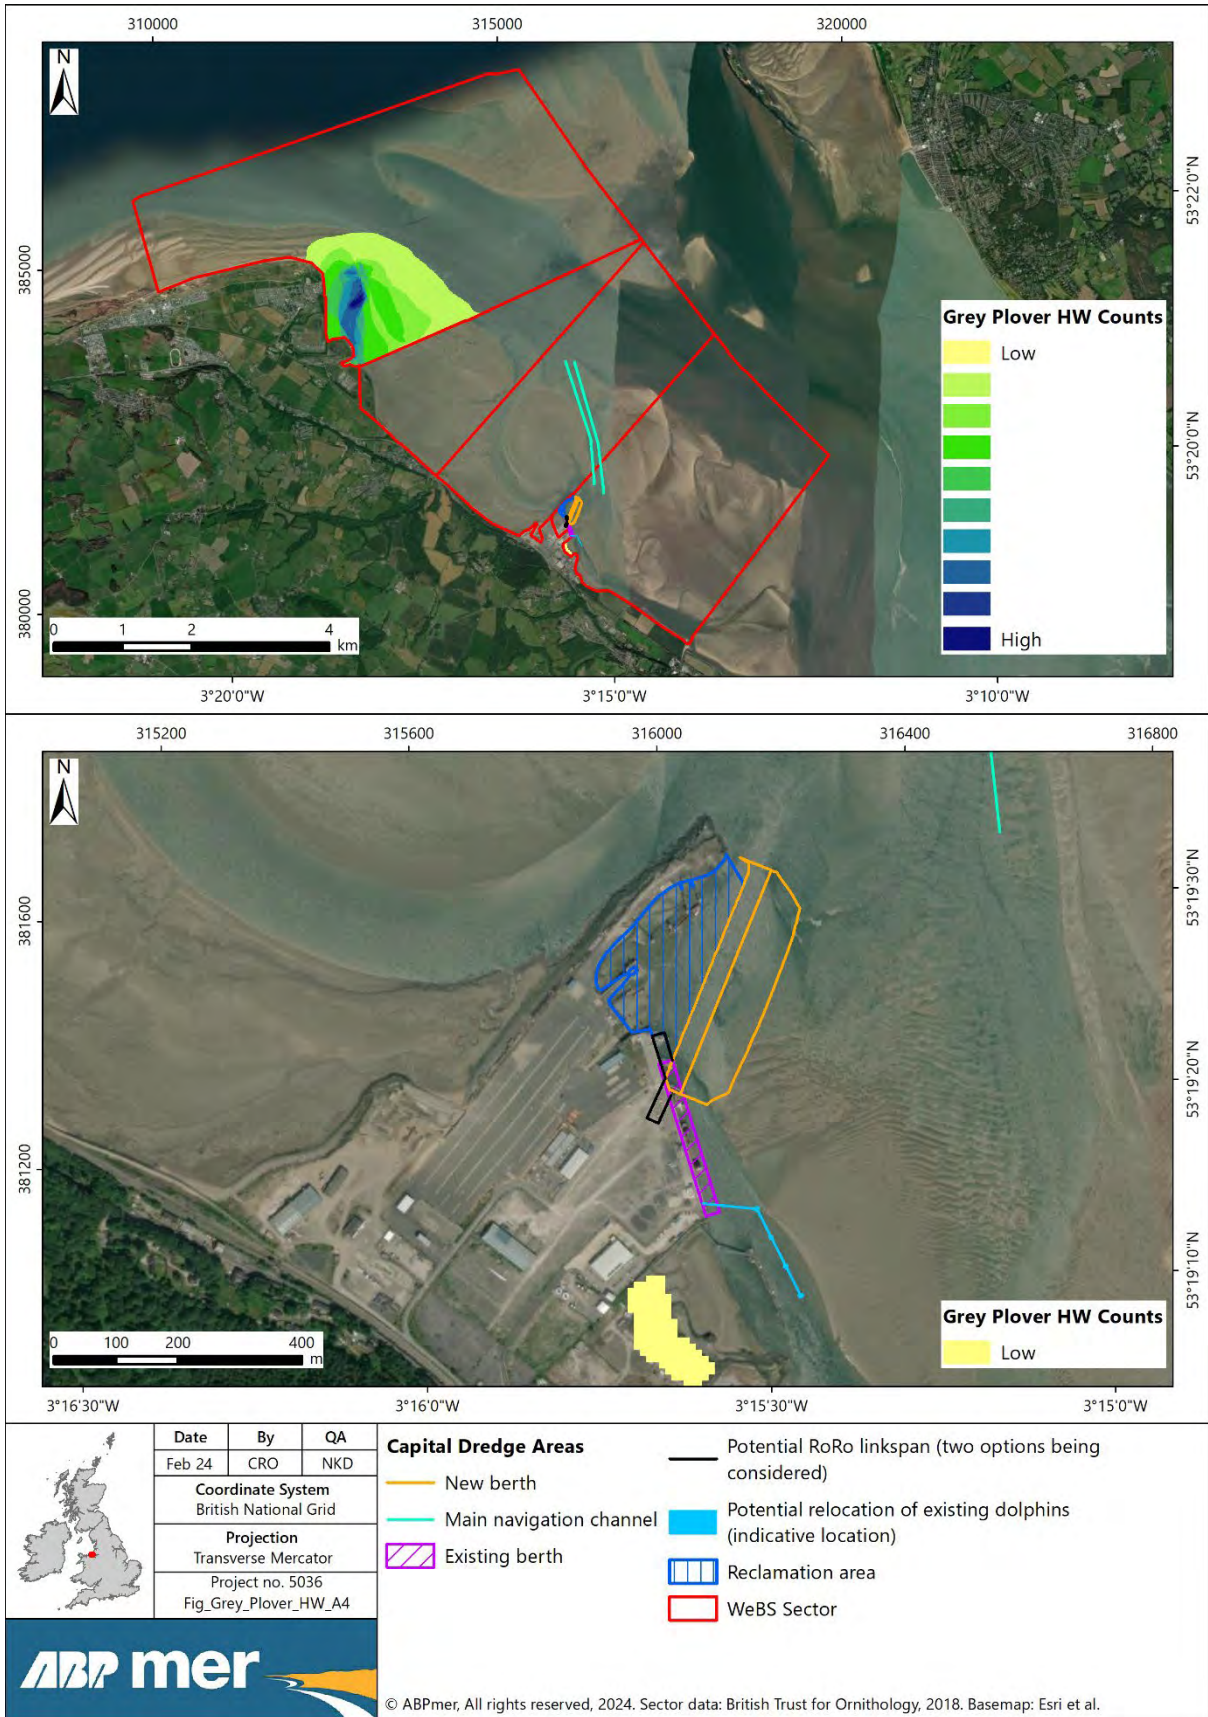 310000 315000 320000
N
385000
380000
53°22'0"N
53°20'0"N
Grey Plover HW Counts
Low
High
0 1 2 4
km
3°20'0"W 3°15'0"W 3°10'0"W
315200 315600 316000 316400 316800
N
381600
381200
53°19'30"N
53°19'20"N
53°19'10"N
Grey Plover HW Counts
Low
0 100 200 400
m
3°16'30"W 3°16'0"W 3°15'30"W 3°15'0"W
Date By QA
Feb 24 CRO NKD
Coordinate System
British National Grid
Projection
Transverse Mercator
Project no. 5036
Fig_Grey_Plover_HW_A4
ABPmer
Capital Dredge Areas
New berth
Main navigation channel
Existing berth
Potential RoRo linkspan (two options being
considered)
Potential relocation of existing dolphins
(indicative location)
Reclamation area
WeBS Sector
© ABPmer, All rights reserved, 2024. Sector data: British Trust for Ornithology, 2018. Basemap: Esri et al.